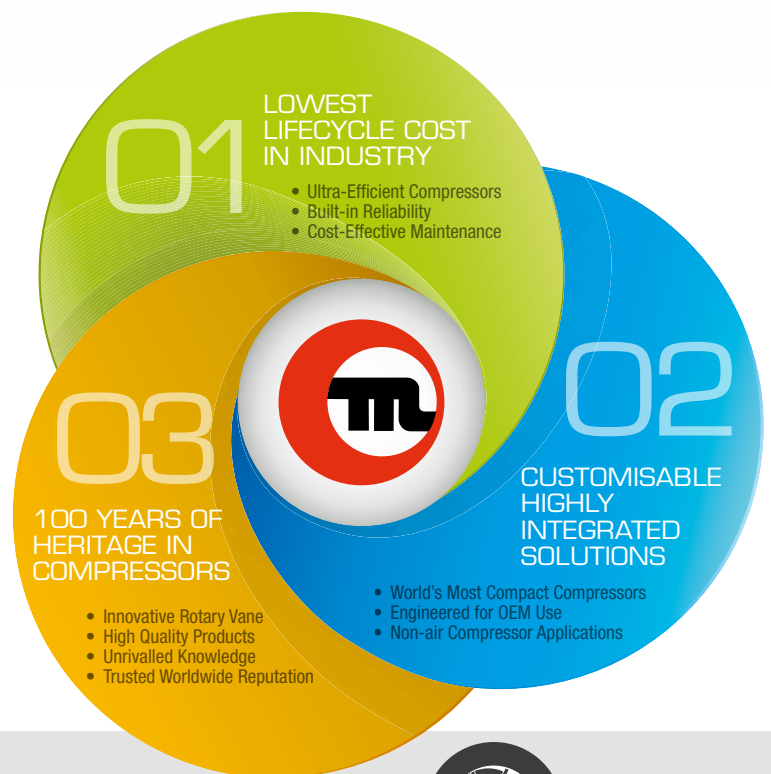 01
LOWEST
LIFECYCLE COST
IN INDUSTRY
• Ultra-Efficient Compressors
• Built-in Reliability
• Cost-Effective Maintenance
02
CUSTOMISABLE
HIGHLY
INTEGRATED
SOLUTIONS
• World's Most Compact Compressors
• Engineered for OEM Use
• Non-air Compressor Applications
03
100 YEARS OF
HERITAGE IN
COMPRESSORS
• Innovative Rotary Vane
• High Quality Products
• Unrivalled Knowledge
• Trusted Worldwide Reputation